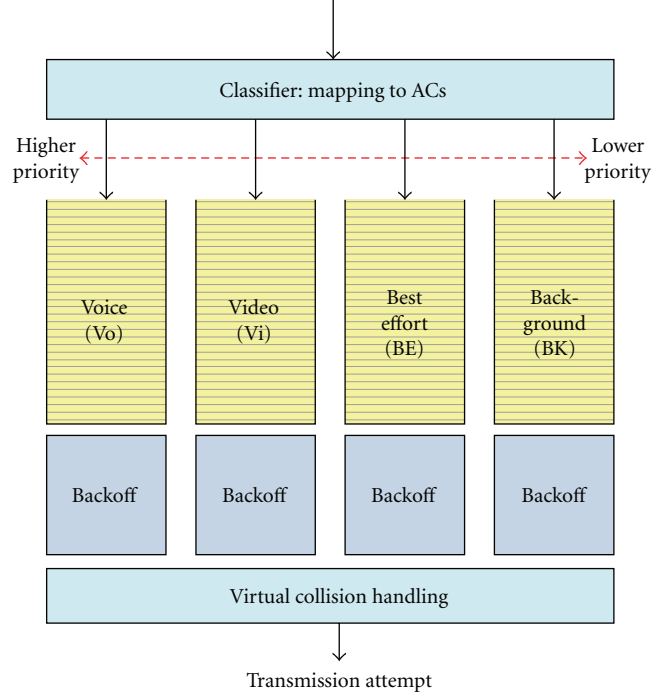 Classifier: mapping to ACs
Higher
priority
Lower
priority
Voice
(Vo)
Video
(Vi)
Best
effort
(BE)
Back-
ground
(BK)
Backoff
Backoff
Backoff
Backoff
Virtual collision handling
Transmission attempt